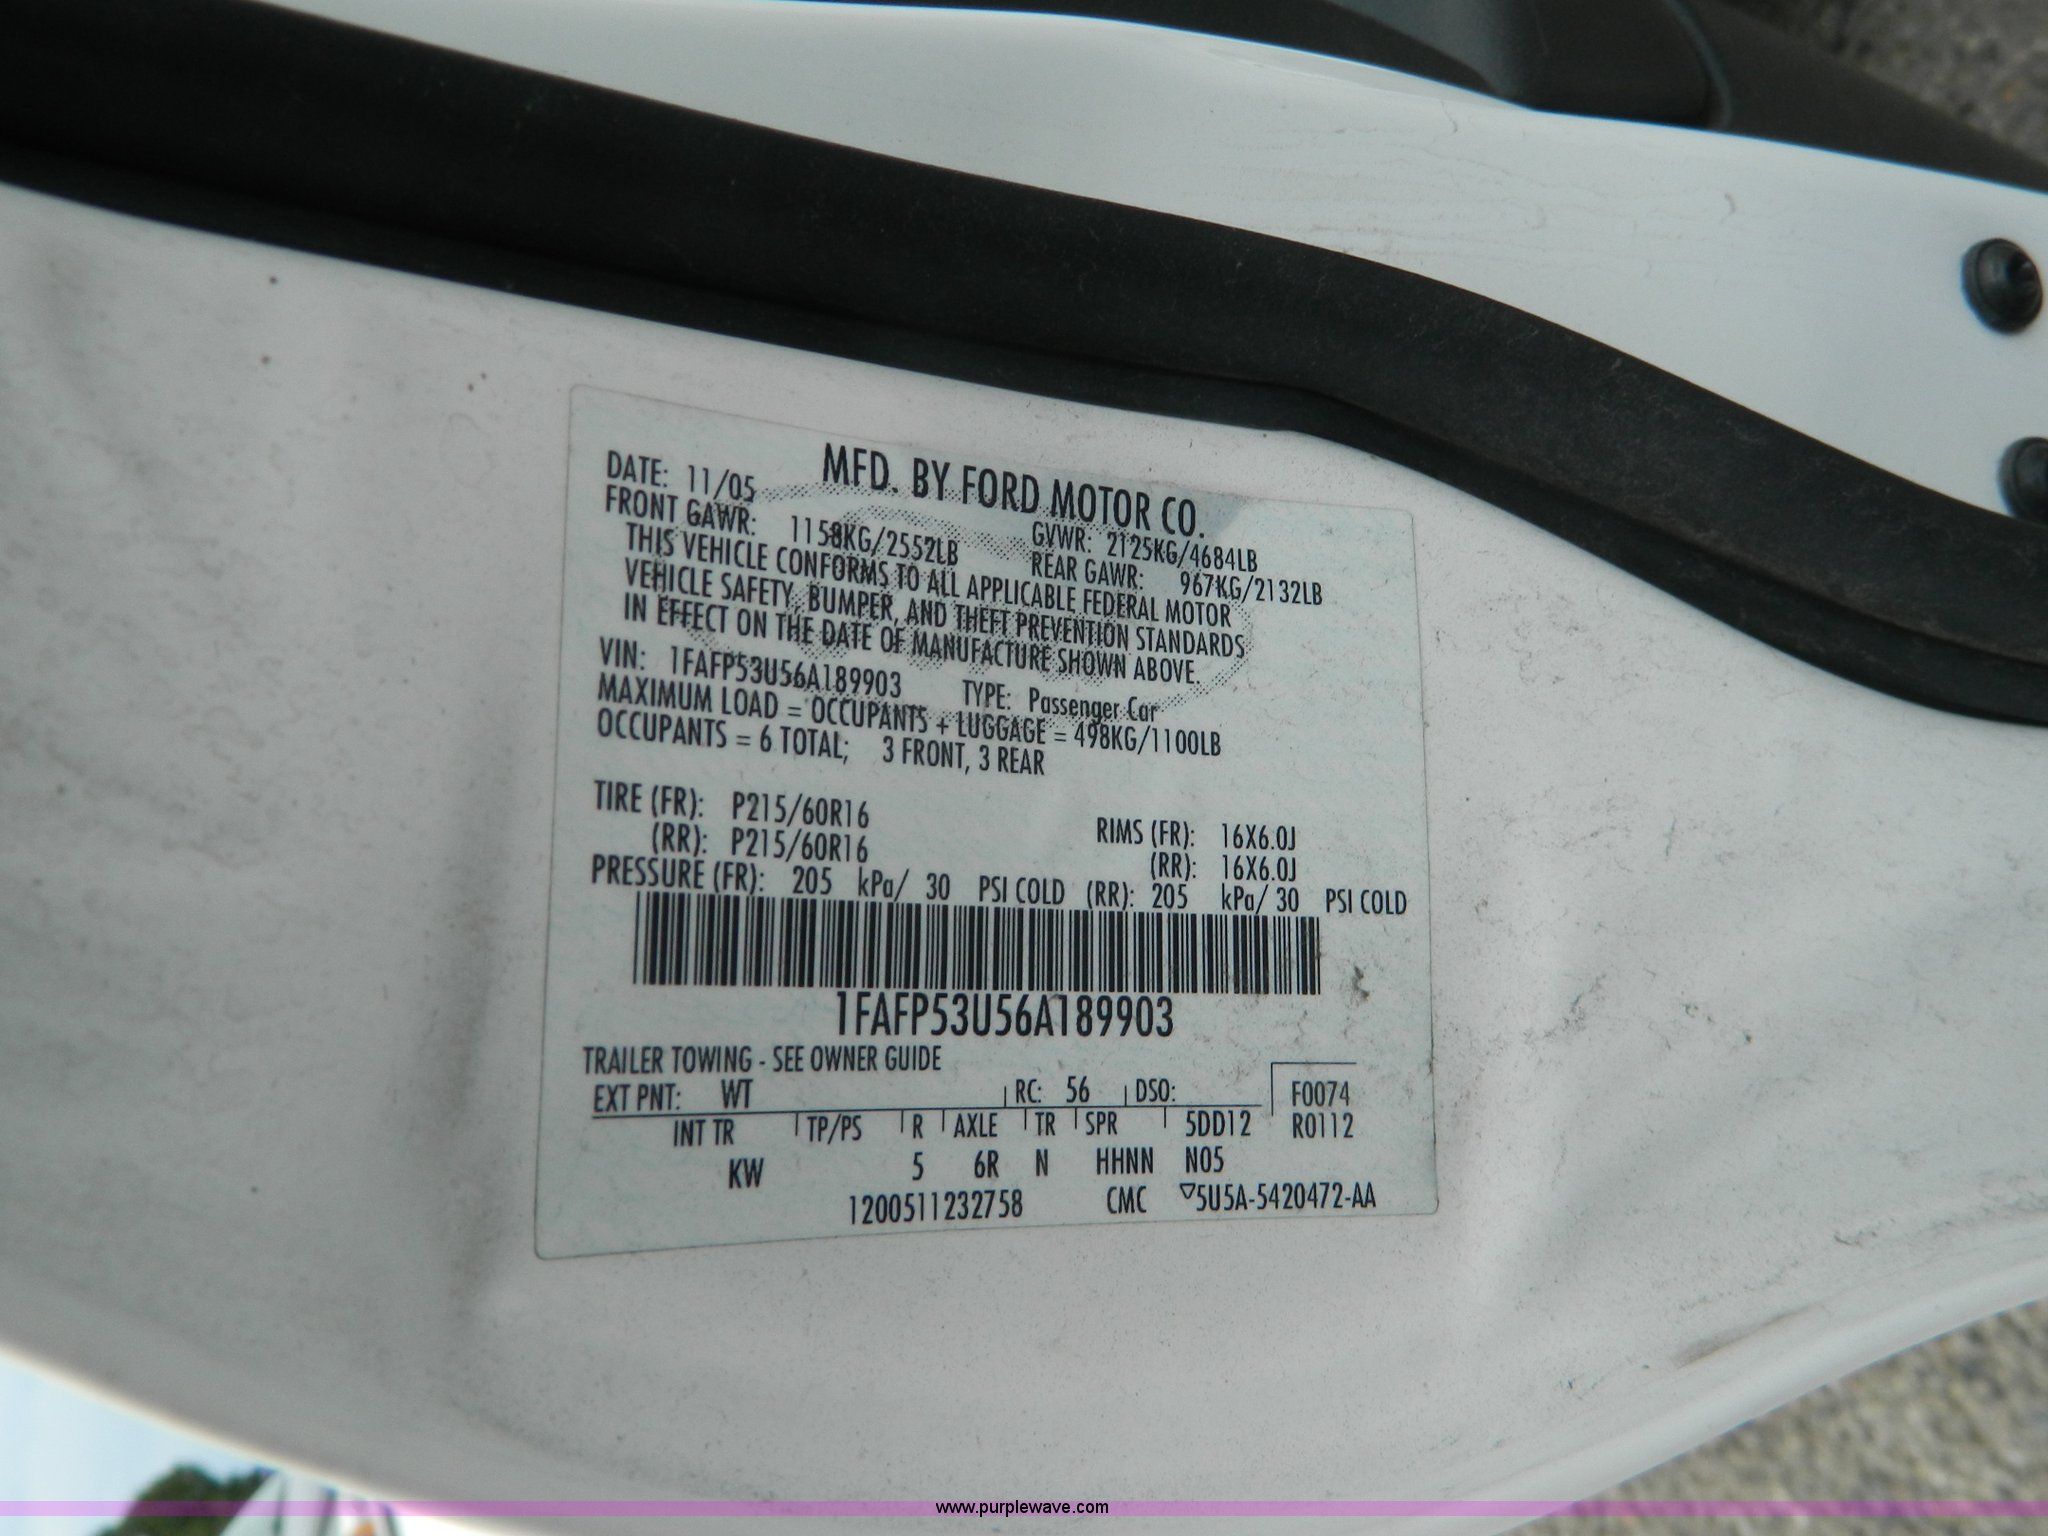 MFD. BY FORD MOTOR CO.
DATE: 11/05 GVWR: 2125KG/4684LB
FRONT GAWR: 1158KG/2552LB REAR GAWR: 967KG/2132LB
THIS VEHICLE CONFORMS TO ALL APPLICABLE FEDERAL MOTOR
VEHICLE SAFETY, BUMPER, AND THEFT PREVENTION STANDARDS
IN EFFECT ON THE DATE OF MANUFACTURE SHOWN ABOVE.
VIN: 1FAFP53U56A189903 TYPE: Passenger Car
MAXIMUM LOAD = OCCUPANTS + LUGGAGE = 498KG/1100LB
OCCUPANTS = 6 TOTAL; 3 FRONT, 3 REAR
TIRE (FR): P215/60R16 RIMS (FR): 16X6.0J
(RR): P215/60R16 (RR): 16X6.0J
PRESSURE (FR): 205 kPa/ 30 PSI COLD (RR): 205 kPa/ 30 PSI COLD
1FAFP53U56A189903
TRAILER TOWING - SEE OWNER GUIDE
EXT PNT: WT RC: 56 DSO: F0074
INT TR TP/PS R AXLE TR SPR 5DD12 R0112
KW 5 6R N HHNN N05
1200511232758 CMC ▽5U5A-5420472-AA
www.purplewave.com